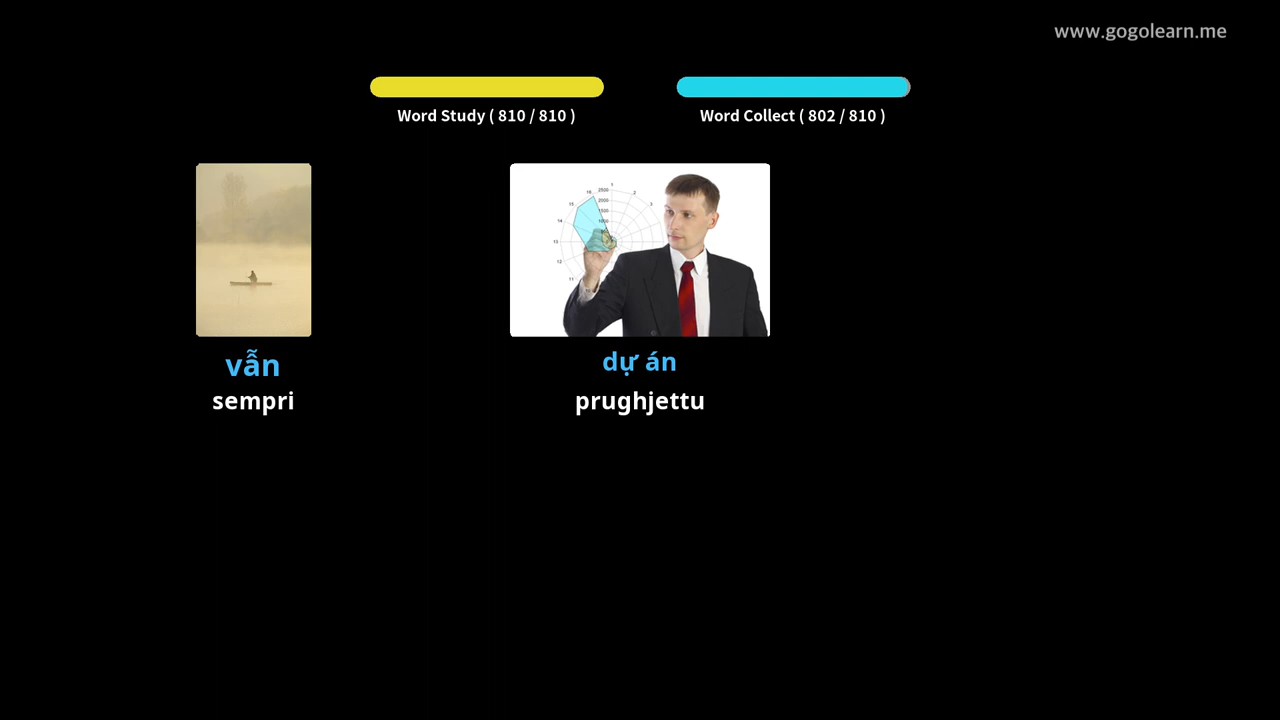 www.gogolearn.me
Word Study ( 810 / 810 )
Word Collect ( 802 / 810 )
vẫn
sempri
dự án
prughjettu